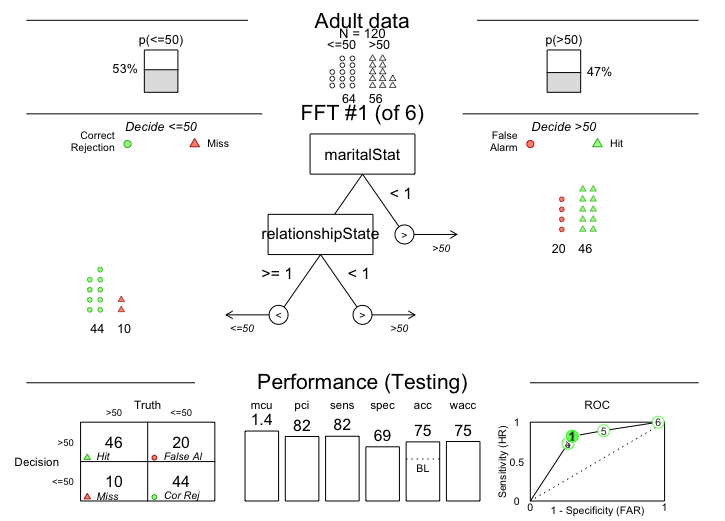 Adult data
N = 120
p(<=50)
<=50 >50
p(>50)
53%
47%
64 56
FFT #1 (of 6)
Decide <=50
Decide >50
Correct
Rejection
Miss
False
Alarm
Hit
maritalStat
< 1
relationshipState
>
>50
20 46
>= 1
< 1
44 10
<
<=50
>
>50
Performance (Testing)
Truth
>50 <=50
mcu pci sens spec acc wacc
ROC
1.4 82 82 69 75 75
BL
Decision
>50
46 20
Hit False Al
<=50
10 44
Miss Cor Rej
Sensitivity (HR)
1
0.5
0
1 5 6
0 1
1 - Specificity (FAR)